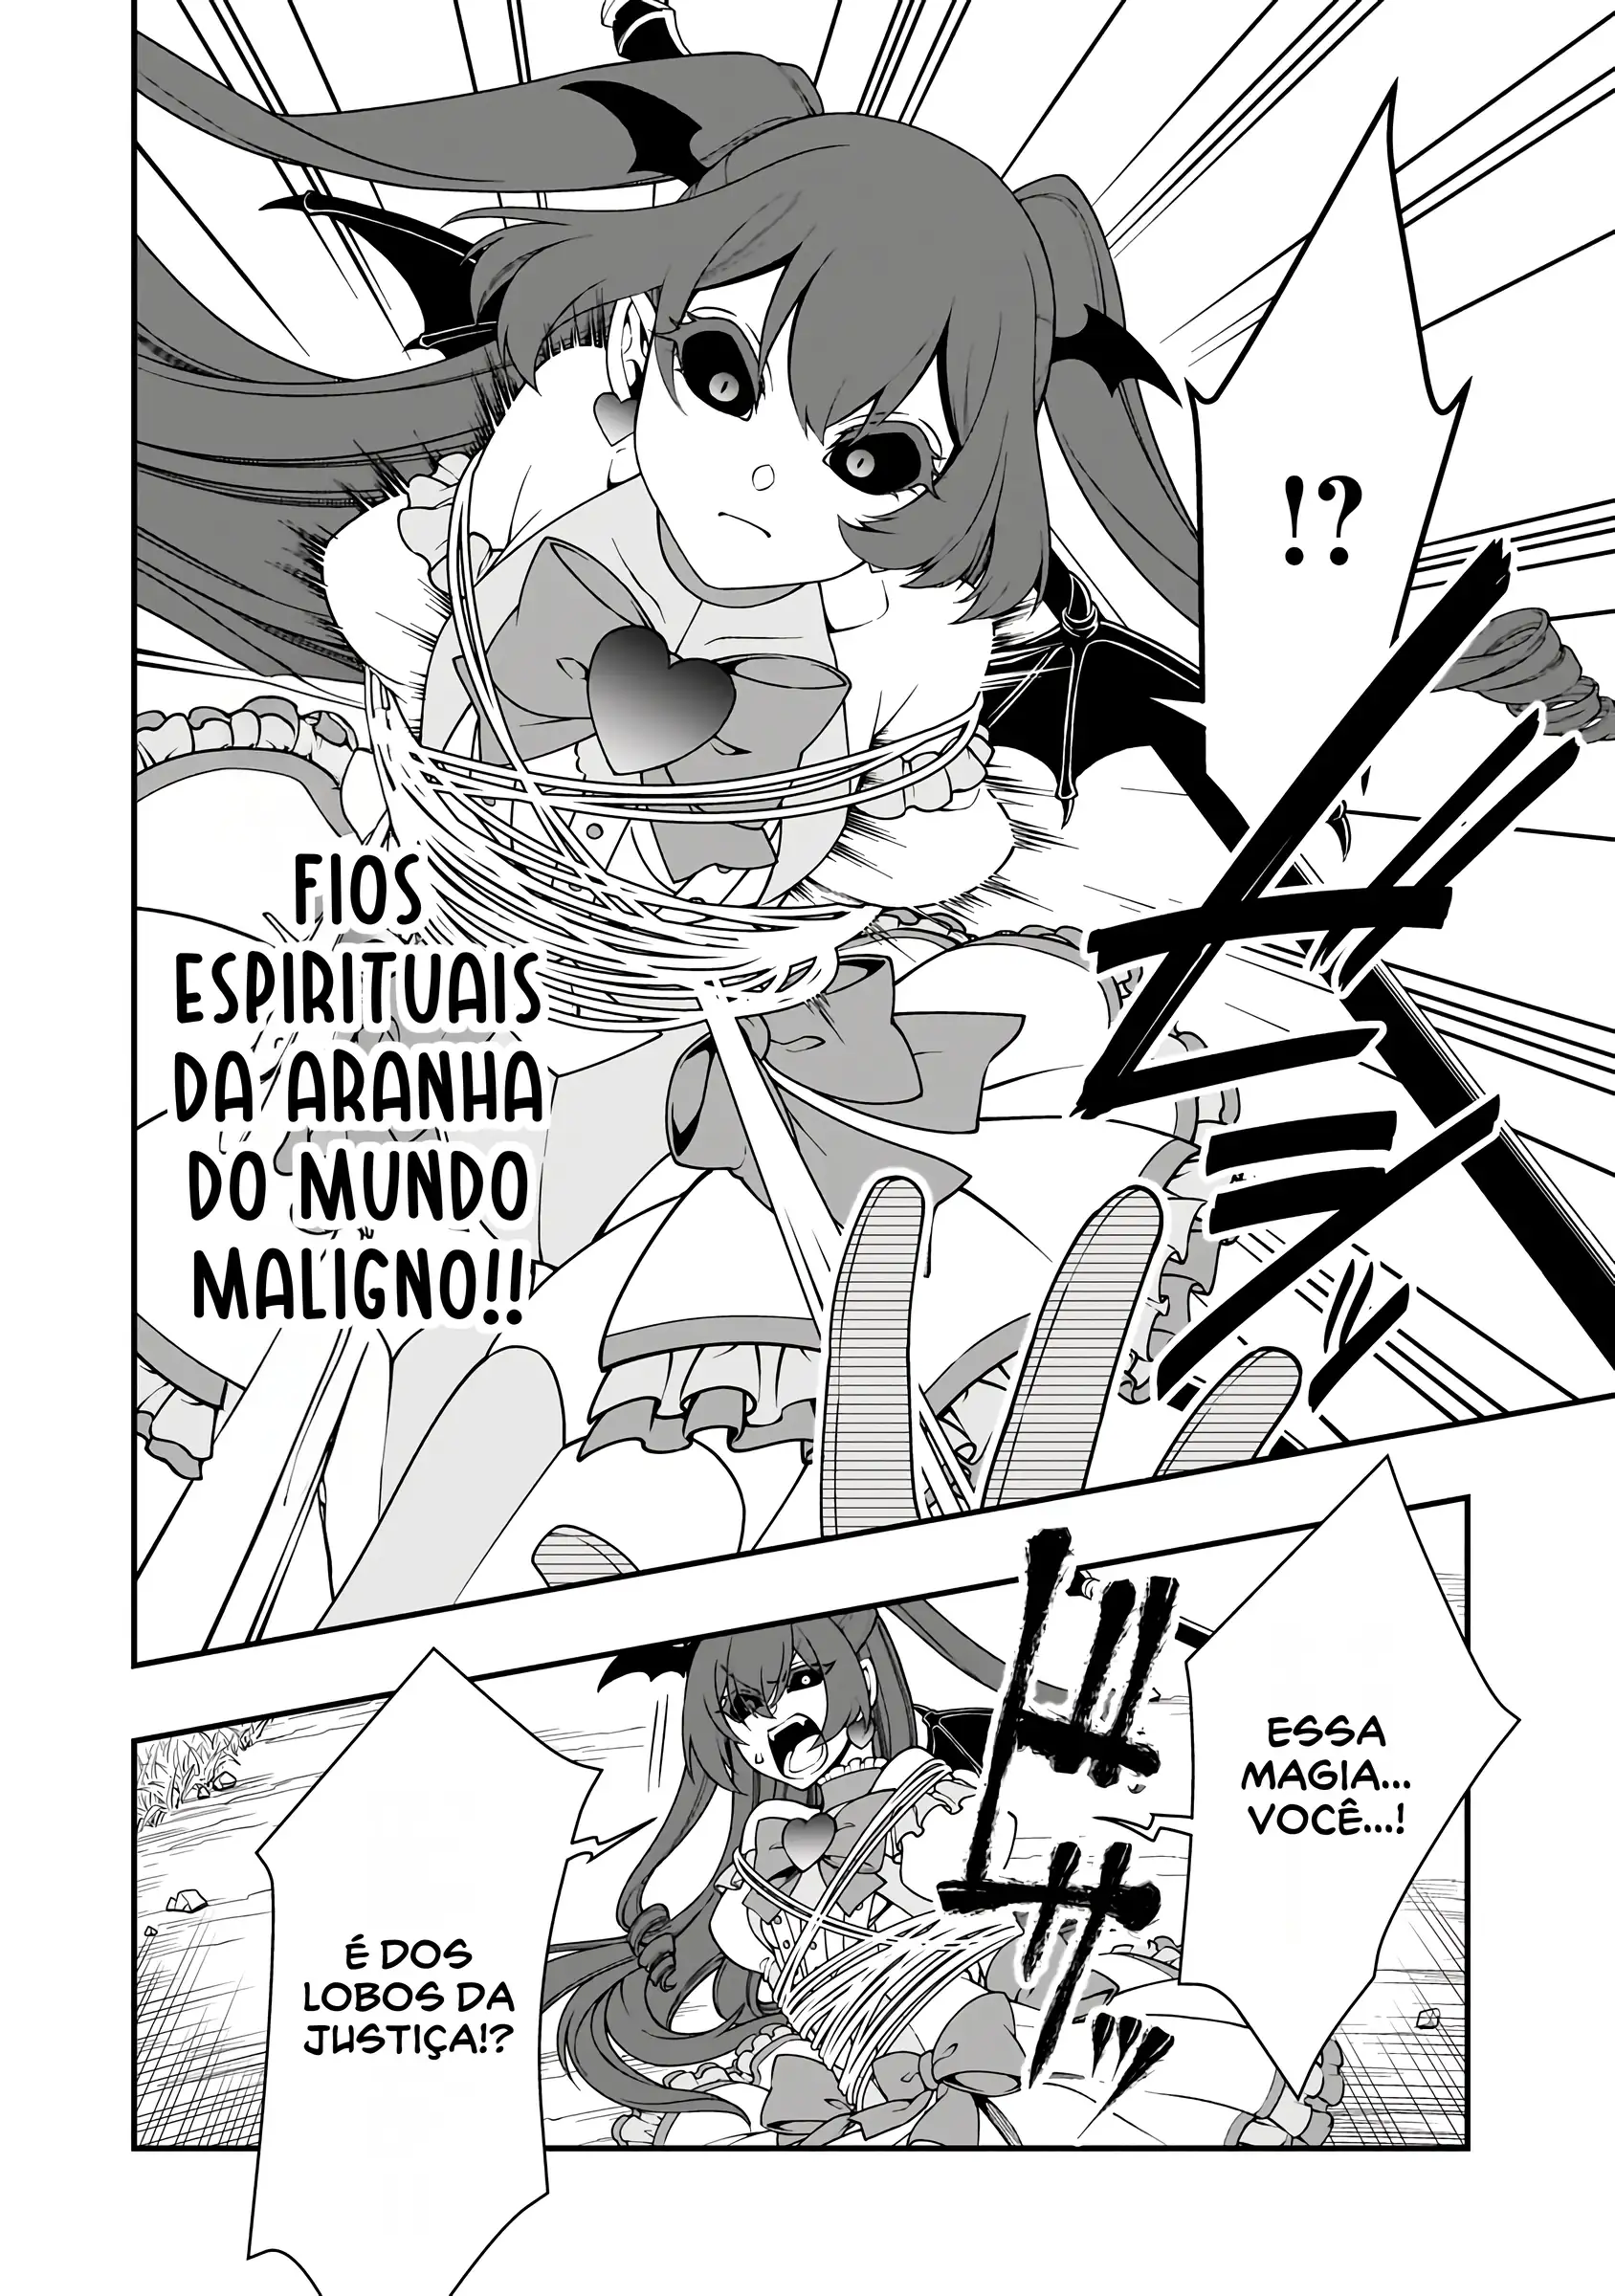 !?
FIOS
ESPIRITUAIS
DA ARANHA
DO MUNDO
MALIGNO!!
ESSA
MAGIA...
VOCÊ...!
É DOS
LOBOS DA
JUSTIÇA!?